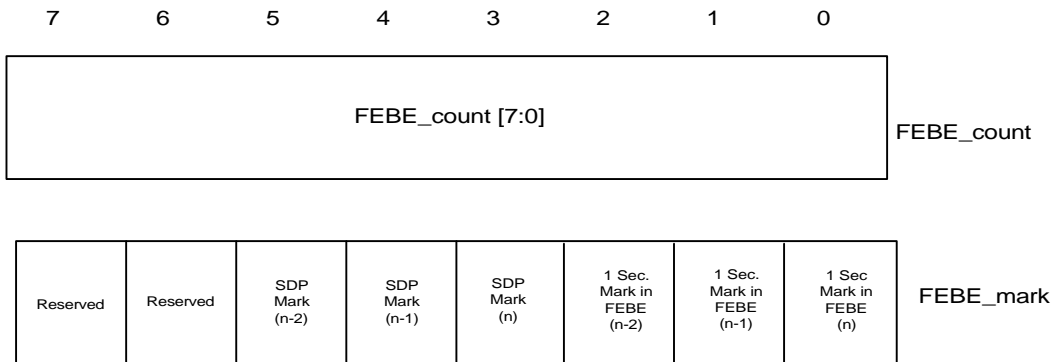 7 6 5 4 3 2 1 0
FEBE_count [7:0]
FEBE_count
Reserved
Reserved
SDP
Mark
(n-2)
SDP
Mark
(n-1)
SDP
Mark
(n)
1 Sec.
Mark in
FEBE
(n-2)
1 Sec.
Mark in
FEBE
(n-1)
1 Sec
Mark in
FEBE
(n)
FEBE_mark